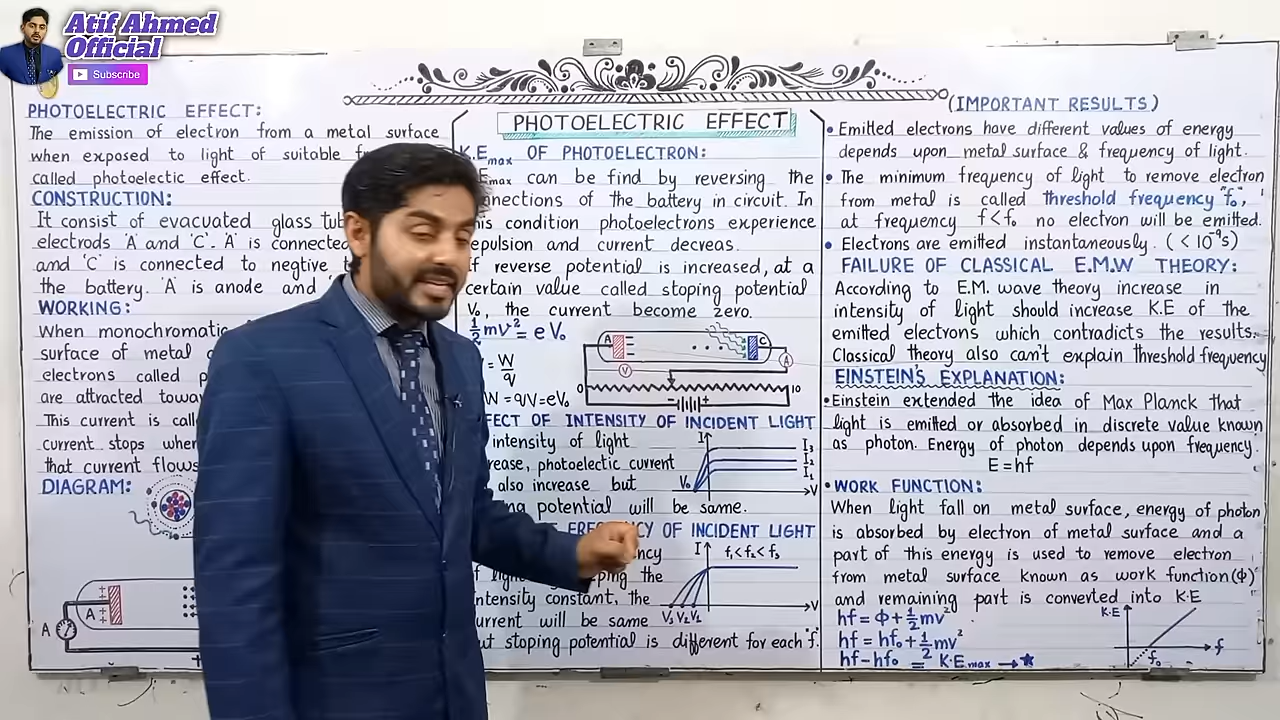 Atif Ahmed
Official
Subscribe
PHOTOELECTRIC EFFECT:
The emission of electron from a metal surface
when exposed to light of suitable
called photoelectic effect.
CONSTRUCTION:
It consist of evacuated glass
electrods 'A' and 'C'. 'A' is connected
and 'C' is connected to negtive
the battery. 'A' is anode and
WORKING:
When monochromatic
surface of metal
electrons called
are attracted
This current is
current stops when
that current flows
DIAGRAM:
A
A
PHOTOELECTRIC EFFECT
K.Emax OF PHOTOELECTRON:
can be find by reversing the
of the battery in circuit. In
condition photoelectrons experience
and current decreas.
reverse potential is increased, at a
certain value called stoping potential
V₀, the current become zero.
½mV²= eV₀
= W/q
W = qV = eV₀
A C
V A
0 10
- +
OF INTENSITY OF INCIDENT LIGHT
intensity of light
photoelectic current
also increase but
potential will be same.
I I₃ I₂ I₁
V₀ V
OF INCIDENT LIGHT
the
intensity constant, the
will be same
stoping potential is different for each 'f'.
I f₁<f₂<f₃
V₃ V₂ V₁ V
(IMPORTANT RESULTS)
• Emitted electrons have different values of energy
depends upon metal surface & frequency of light.
• The minimum frequency of light to remove electron
from metal is called threshold frequency "f₀",
at frequency f<f₀ no electron will be emitted.
• Electrons are emitted instantaneously. (<10⁻⁹s)
FAILURE OF CLASSICAL E.M.W THEORY:
According to E.M. wave theory increase in
intensity of light should increase K.E of the
emitted electrons which contradicts the results.
Classical theory also can't explain threshold frequency
EINSTEIN'S EXPLANATION:
• Einstein extended the idea of Max Planck that
light is emitted or absorbed in discrete value known
as photon. Energy of photon depends upon frequency.
E = hf
• WORK FUNCTION:
When light fall on metal surface, energy of photon
is absorbed by electron of metal surface and a
part of this energy is used to remove electron
from metal surface known as work function(Φ)
and remaining part is converted into K.E
hf = Φ + ½mv²
hf = hf₀ + ½mv²
hf - hf₀ = K.Emax → ★
K.E
f₀ f